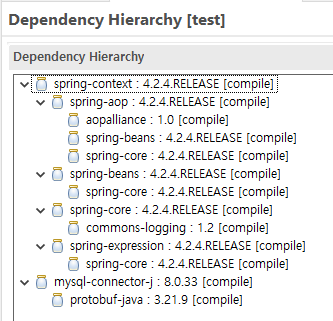 Dependency Hierarchy [test]
Dependency Hierarchy
spring-context : 4.2.4.RELEASE [compile]
spring-aop : 4.2.4.RELEASE [compile]
aopalliance : 1.0 [compile]
spring-beans : 4.2.4.RELEASE [compile]
spring-core : 4.2.4.RELEASE [compile]
spring-beans : 4.2.4.RELEASE [compile]
spring-core : 4.2.4.RELEASE [compile]
spring-core : 4.2.4.RELEASE [compile]
commons-logging : 1.2 [compile]
spring-expression : 4.2.4.RELEASE [compile]
spring-core : 4.2.4.RELEASE [compile]
mysql-connector-j : 8.0.33 [compile]
protobuf-java : 3.21.9 [compile]